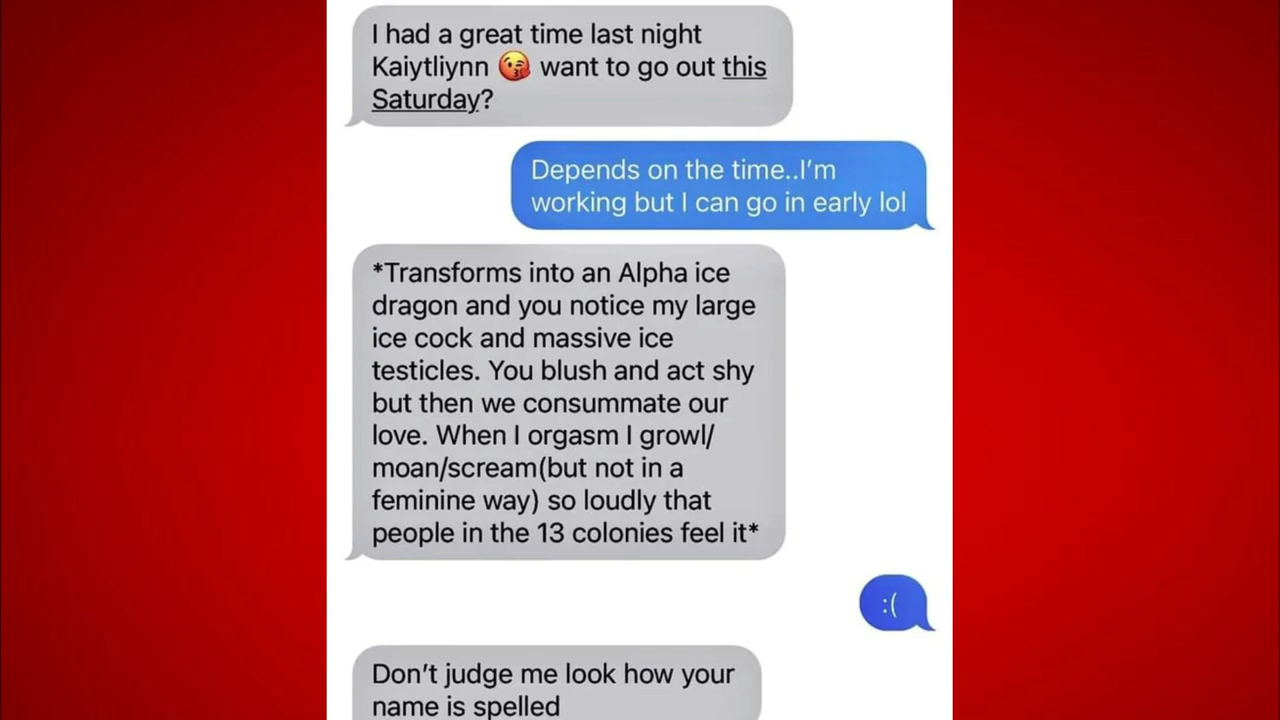 I had a great time last night
Kaiytliynn 😘 want to go out this
Saturday?
Depends on the time..I'm
working but I can go in early lol
*Transforms into an Alpha ice
dragon and you notice my large
ice cock and massive ice
testicles. You blush and act shy
but then we consummate our
love. When I orgasm I growl/
moan/scream(but not in a
feminine way) so loudly that
people in the 13 colonies feel it*
:(
Don't judge me look how your
name is spelled